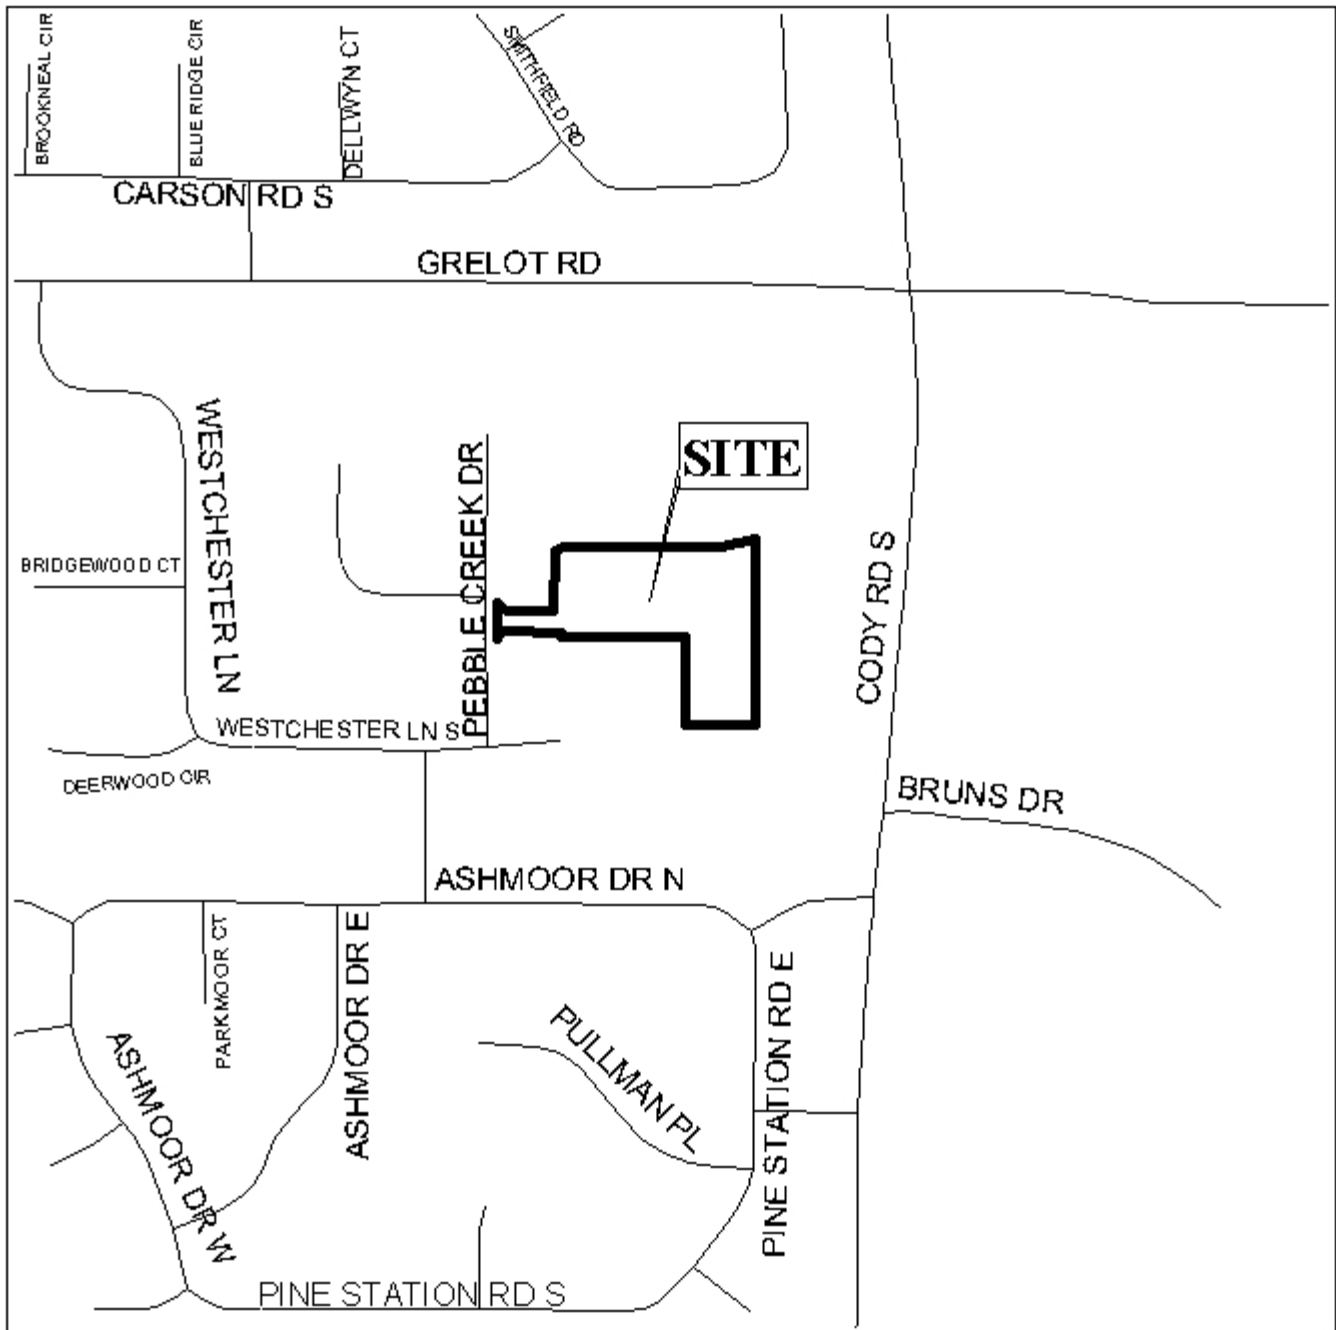 BROOKNEAL CIR
BLUE RIDGE CIR
DELLWYN CT
SMITHFIELD RD
CARSON RD S
GRELOT RD
WESTCHESTER LN
PEBBLE CREEK DR
SITE
BRIDGEWOOD CT
CODY RD S
WESTCHESTER LN S
DEERWOOD CIR
BRUNS DR
ASHMOOR DR N
PARKMOOR CT
ASHMOOR DR E
PINE STATION RD E
PULLMAN PL
ASHMOOR DR W
PINE STATION RD S